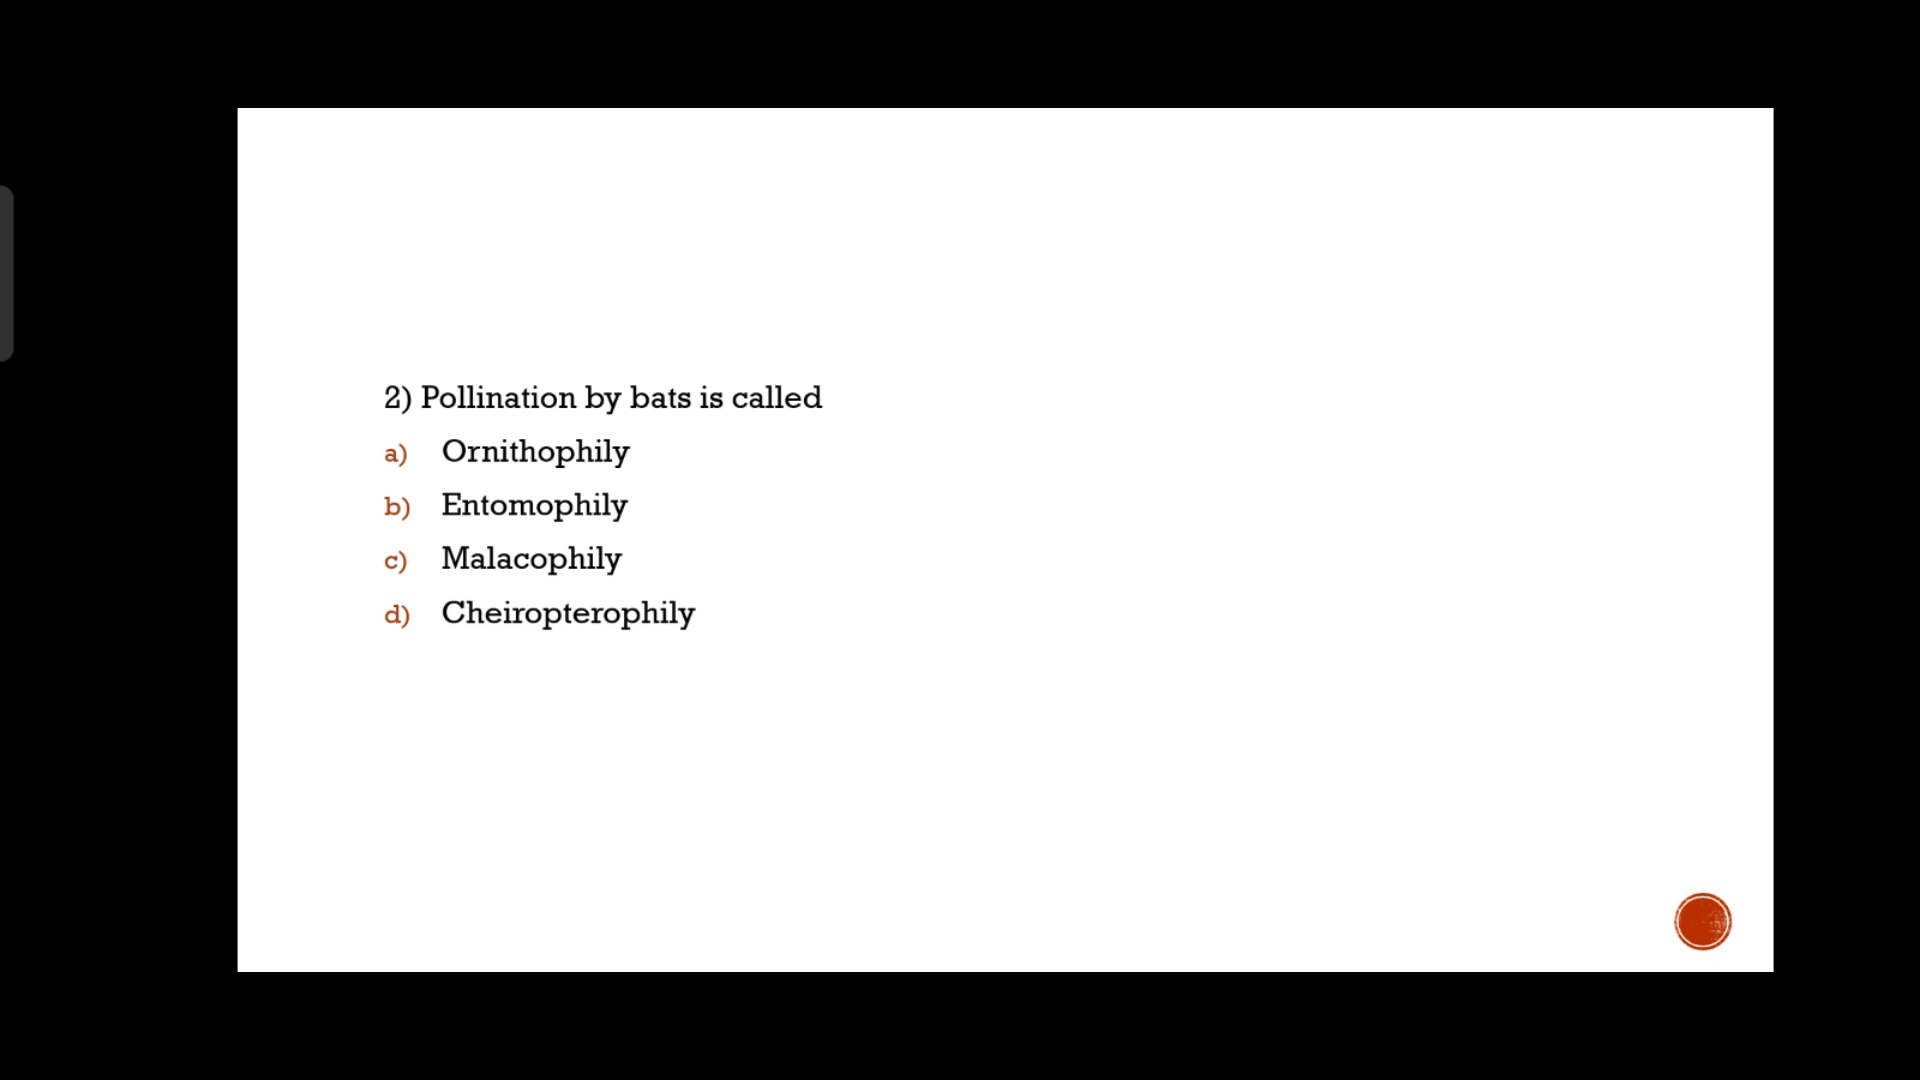 2) Pollination by bats is called
a) Ornithophily
b) Entomophily
c) Malacophily
d) Cheiropterophily